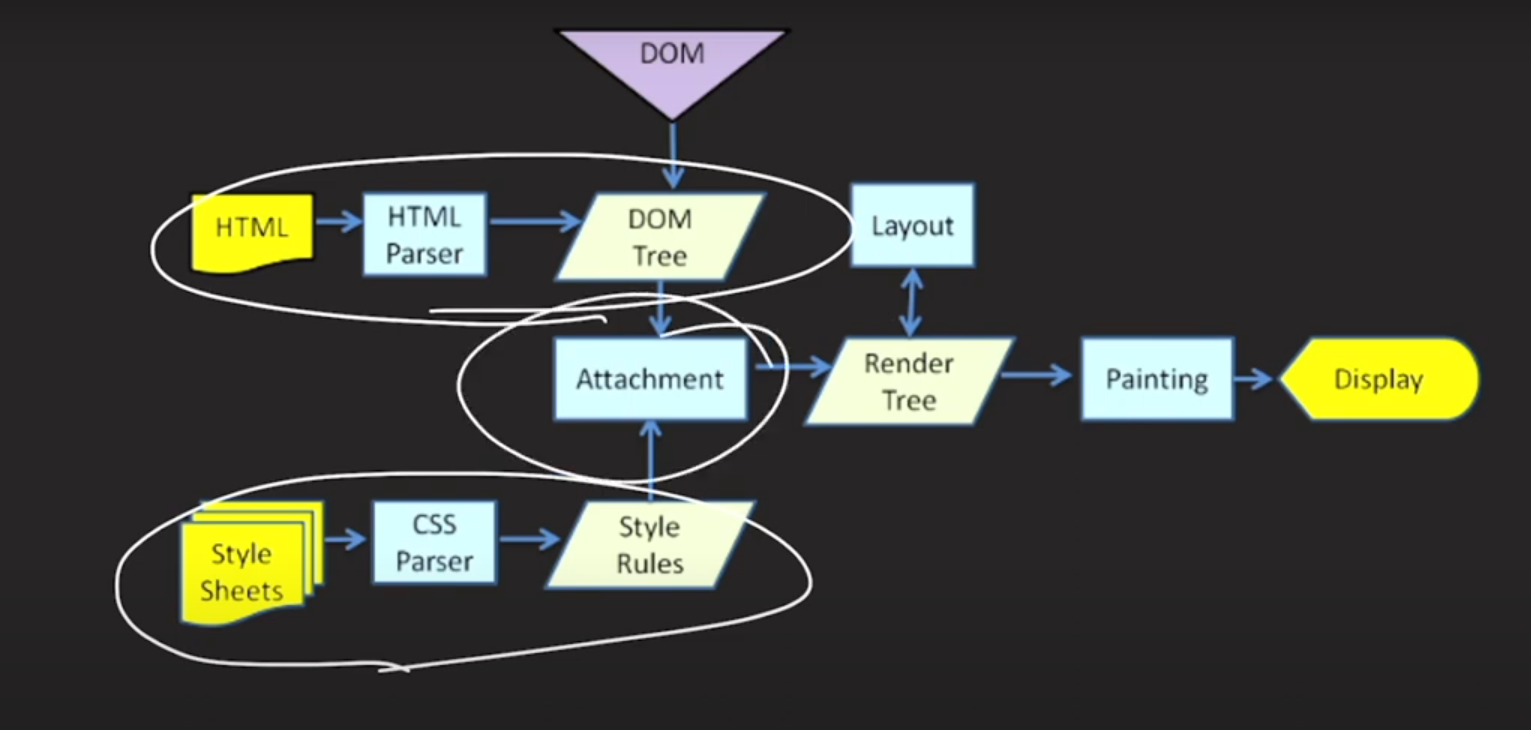 DOM
HTML
HTML
Parser
DOM
Tree
Layout
Attachment
Render
Tree
Painting
Display
Style
Sheets
CSS
Parser
Style
Rules